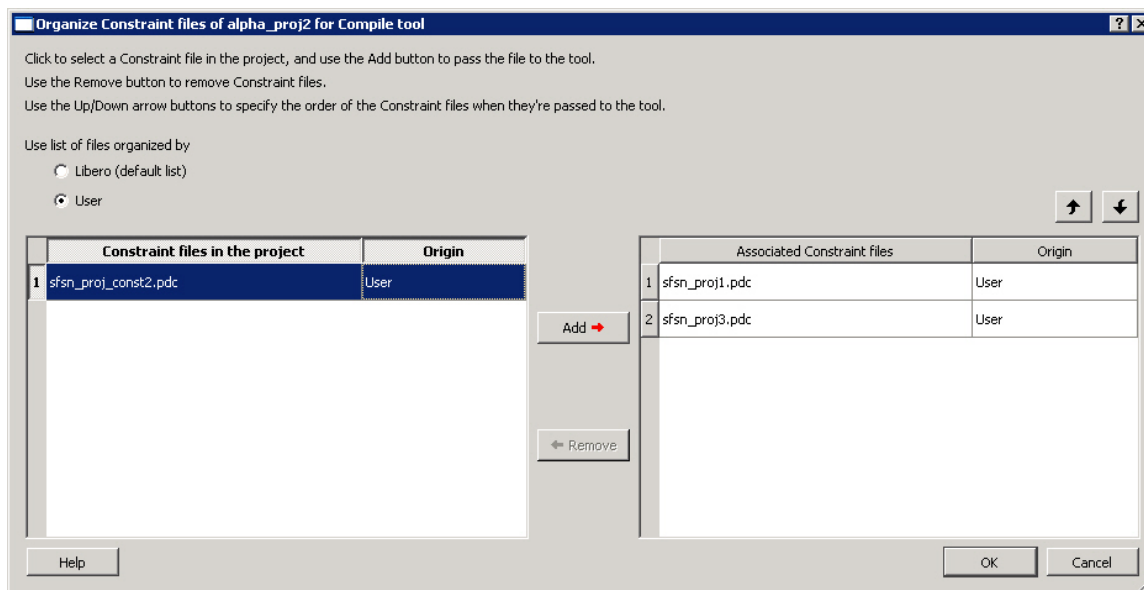 Organize Constraint files of alpha_proj2 for Compile tool
Click to select a Constraint file in the project, and use the Add button to pass the file to the tool.
Use the Remove button to remove Constraint files.
Use the Up/Down arrow buttons to specify the order of the Constraint files when they're passed to the tool.
Use list of files organized by
Libero (default list)
User
Constraint files in the project Origin
1 sfsn_proj_const2.pdc User
Add
Remove
Associated Constraint files Origin
1 sfsn_proj1.pdc User
2 sfsn_proj3.pdc User
Help
OK Cancel